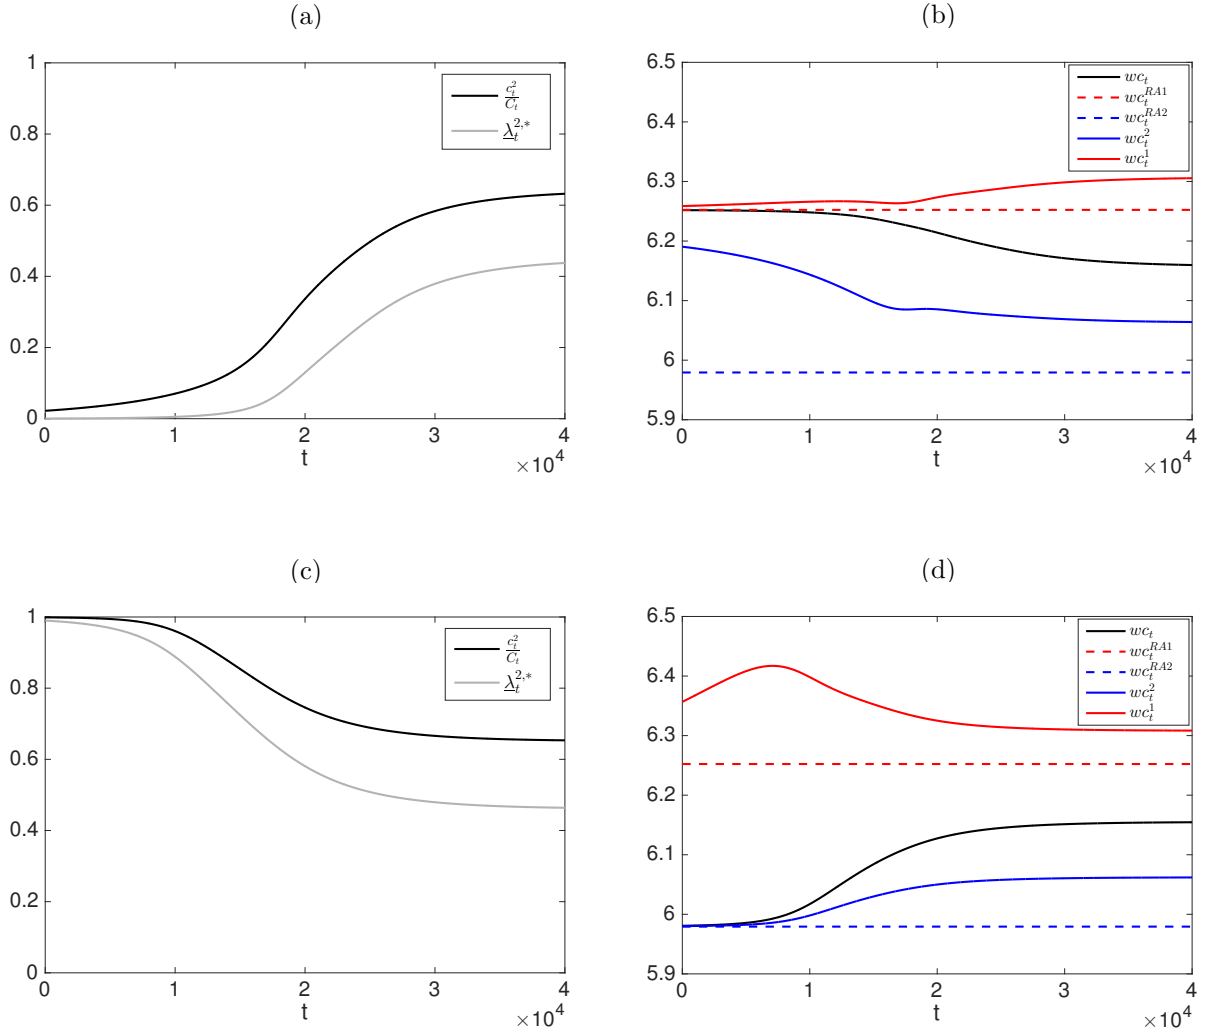 (a)
1
0.8
0.6
0.4
0.2
0
0 1 2 3 4
t
×10^4
c_t^2/C_t
λ_t^{2,*}
(b)
6.5
6.4
6.3
6.2
6.1
6
5.9
0 1 2 3 4
t
×10^4
wc_t
wc_t^{RA1}
wc_t^{RA2}
wc_t^2
wc_t^1
(c)
1
0.8
0.6
0.4
0.2
0
0 1 2 3 4
t
×10^4
c_t^2/C_t
λ_t^{2,*}
(d)
6.5
6.4
6.3
6.2
6.1
6
5.9
0 1 2 3 4
t
×10^4
wc_t
wc_t^{RA1}
wc_t^{RA2}
wc_t^2
wc_t^1